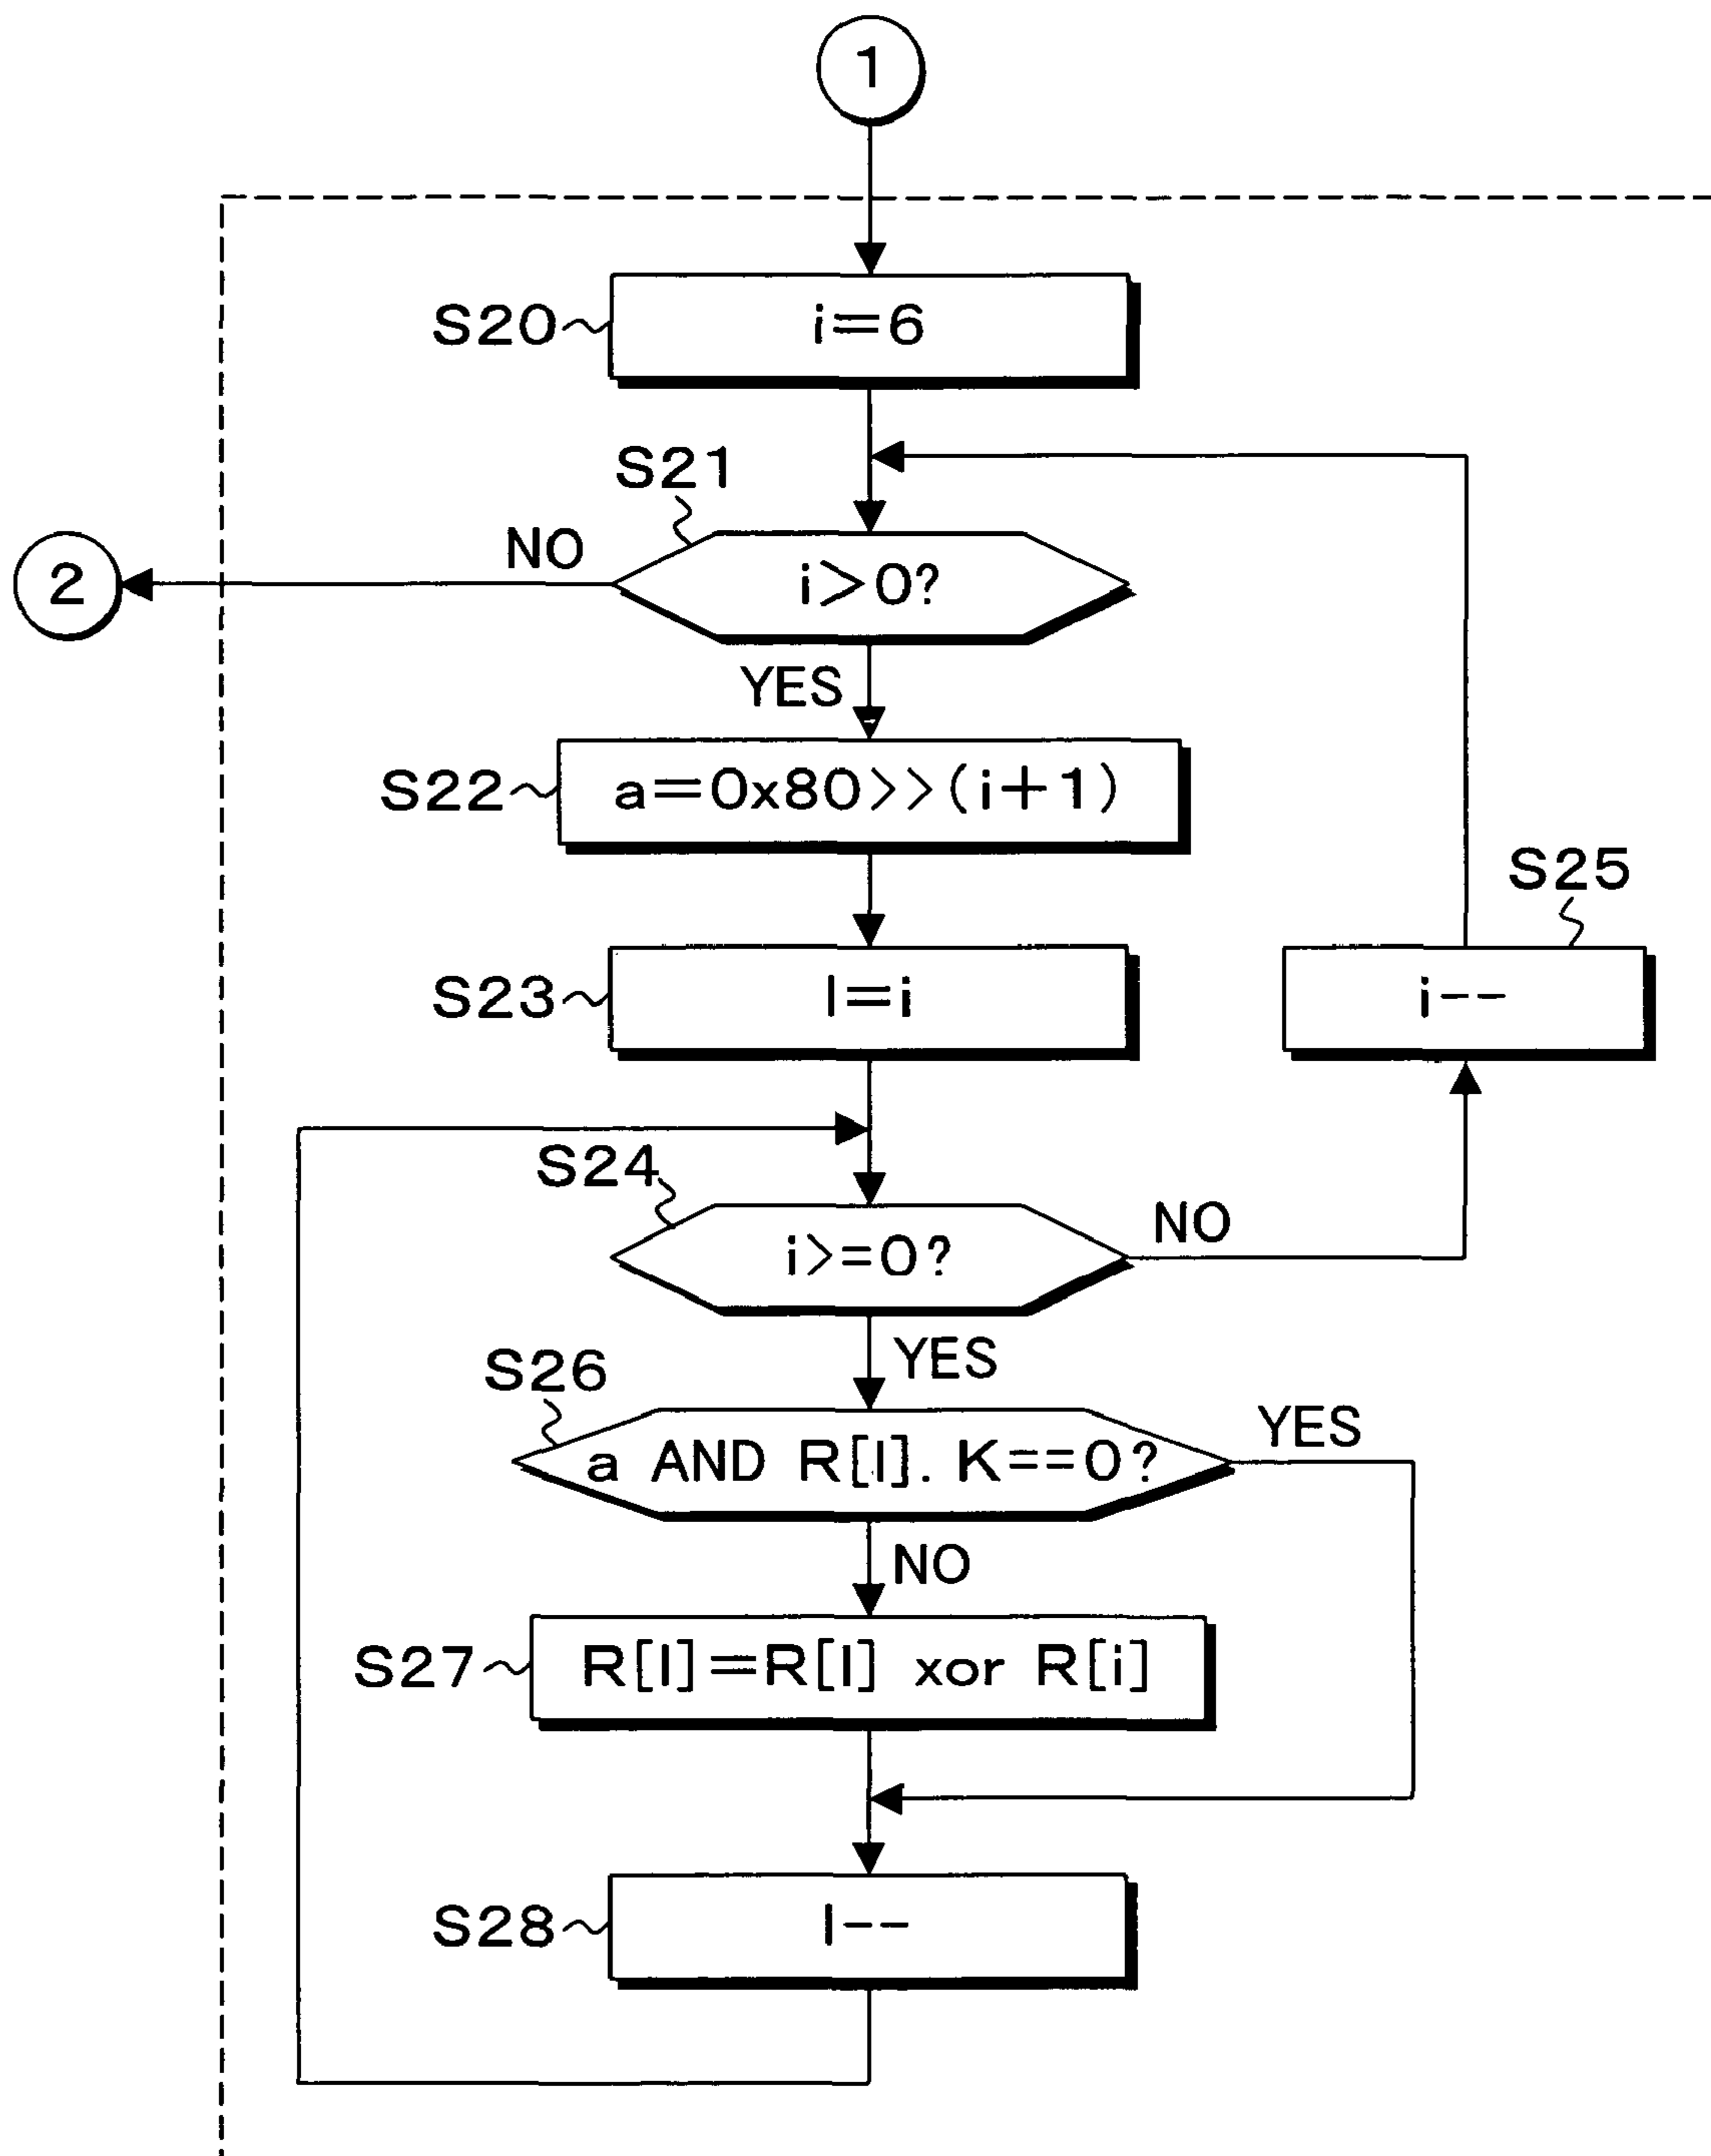 1
S20
i=6
S21
NO
i>0?
2
YES
S22
a=0x80>>(i+1)
S25
S23
l=i
i--
S24
NO
i>=0?
YES
S26
YES
a AND R[l]. K==0?
NO
S27
R[l]=R[l] xor R[i]
S28
l--